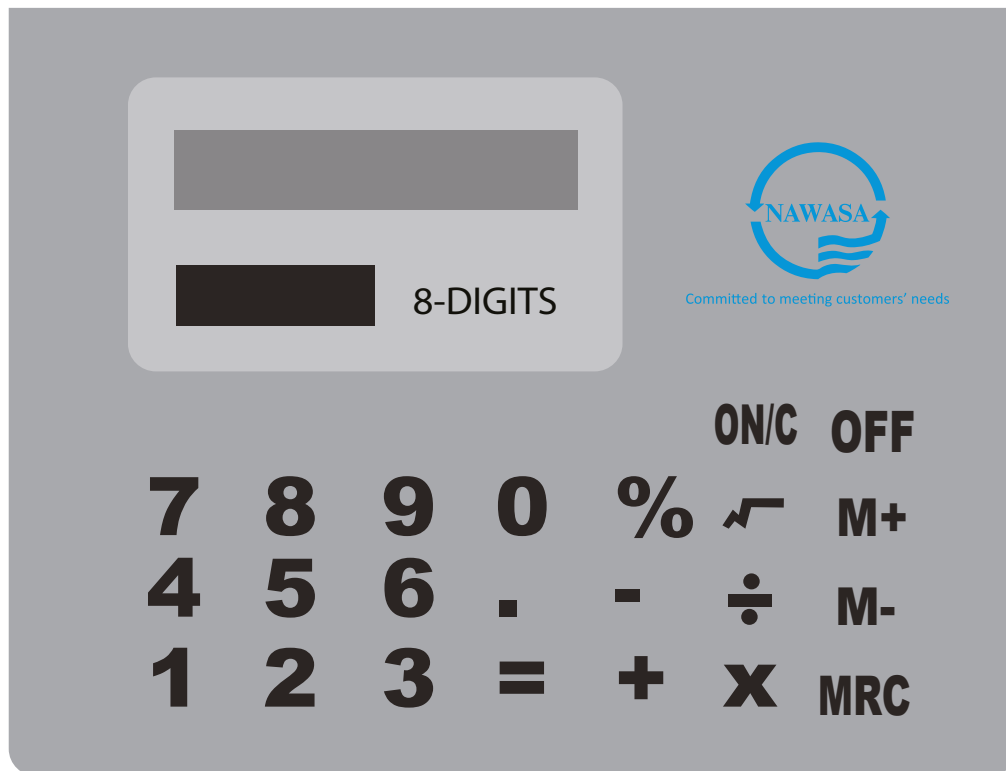 NAWASA
8-DIGITS
Committed to meeting customers' needs
ON/C OFF
7 8 9 0 % √ M+
4 5 6 . - ÷ M-
1 2 3 = + x MRC